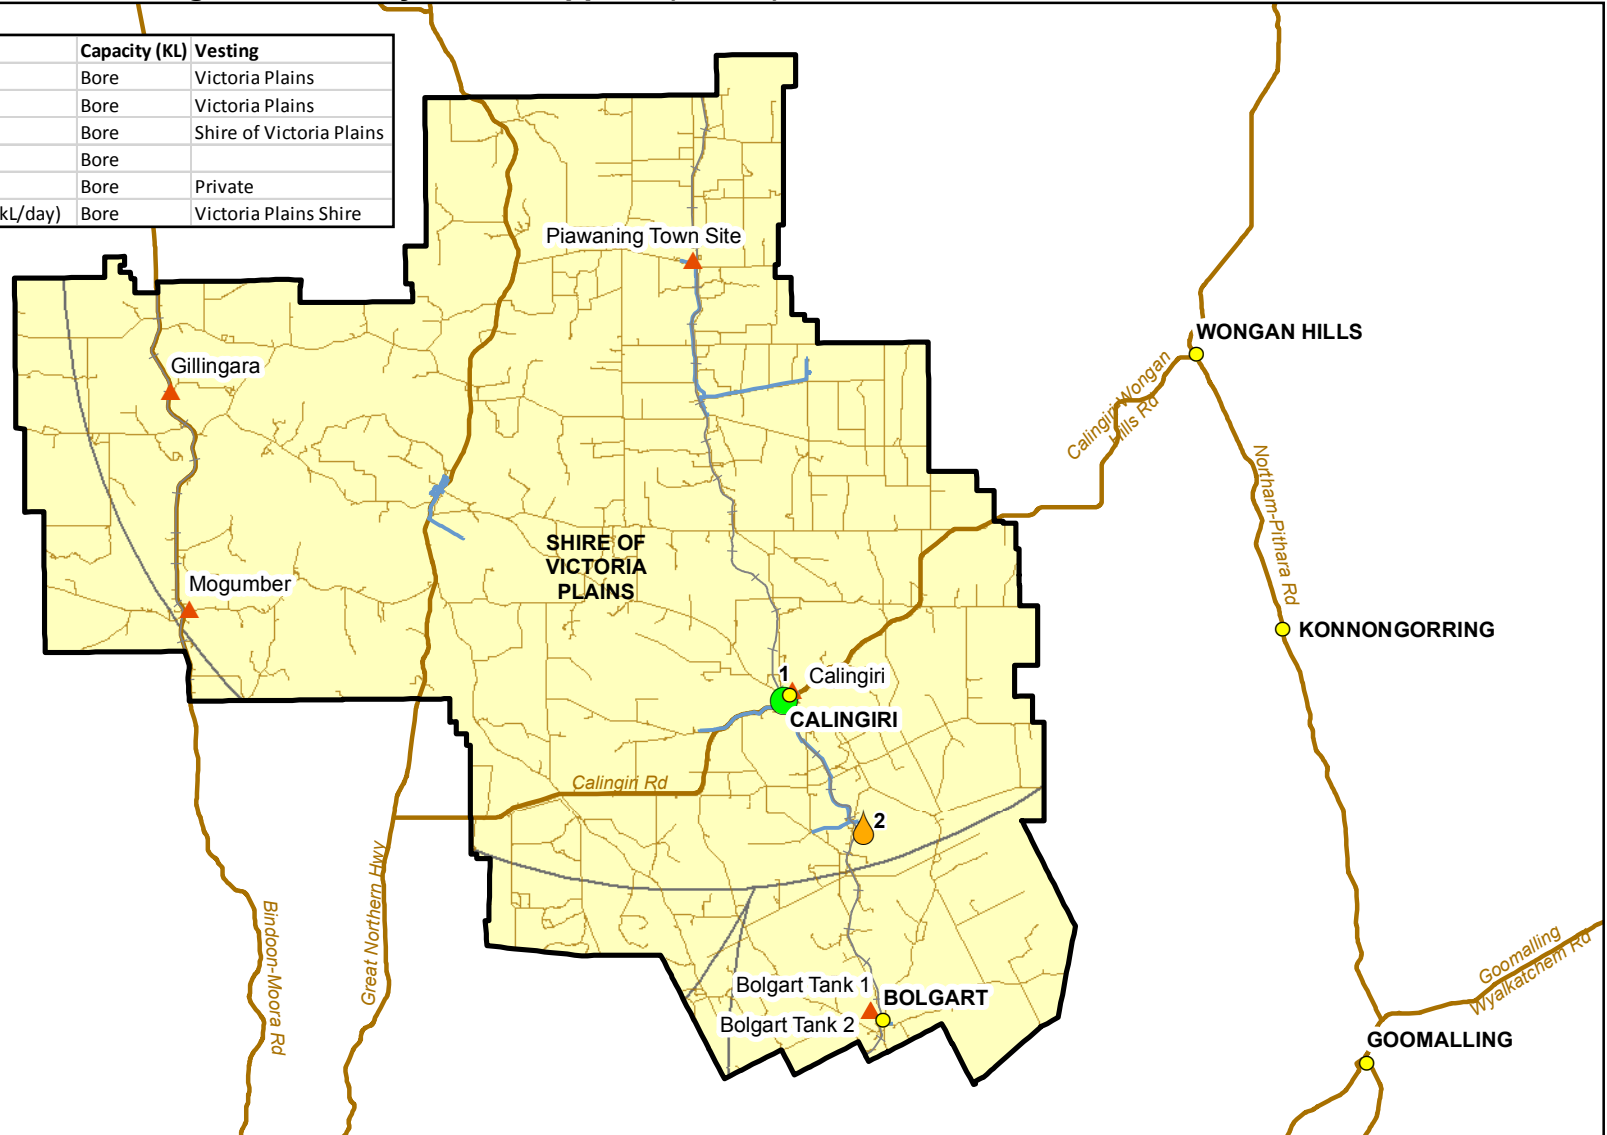 Capacity (KL) Vesting
Bore Victoria Plains
Bore Victoria Plains
Bore Shire of Victoria Plains
Bore
Bore Private
kL/day) Bore Victoria Plains Shire
Piawaning Town Site
WONGAN HILLS
Gillingara
Calingiri-Wongan
Hills Rd
Northam-Pithara Rd
SHIRE OF
VICTORIA
PLAINS
Mogumber
KONNONGORRING
1
Calingiri
CALINGIRI
Calingiri Rd
2
Great Northern Hwy
Bindoon-Moora Rd
Goomalling
Wyalkatchem Rd
Bolgart Tank 1
BOLGART
Bolgart Tank 2
GOOMALLING